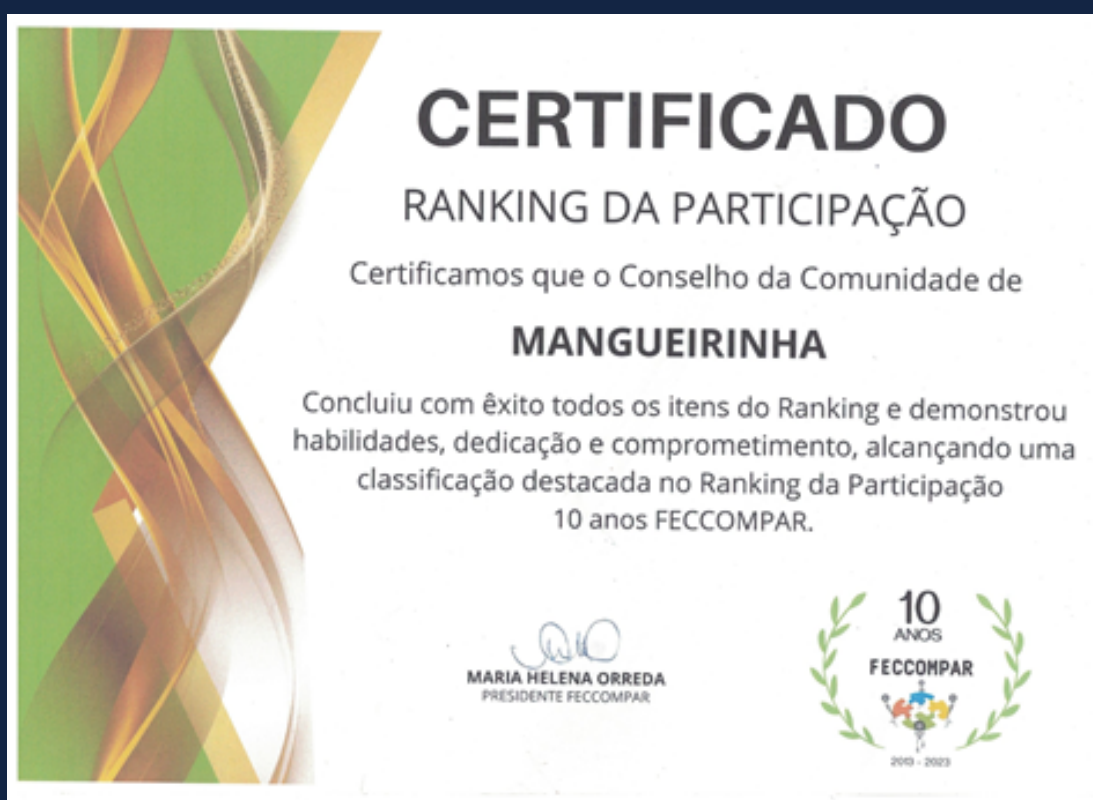 CERTIFICADO
RANKING DA PARTICIPAÇÃO
Certificamos que o Conselho da Comunidade de
MANGUEIRINHA
Concluiu com êxito todos os itens do Ranking e demonstrou
habilidades, dedicação e comprometimento, alcançando uma
classificação destacada no Ranking da Participação
10 anos FECCOMPAR.
MARIA HELENA ORREDA
PRESIDENTE FECCOMPAR
10
ANOS
FECCOMPAR
2013 - 2023